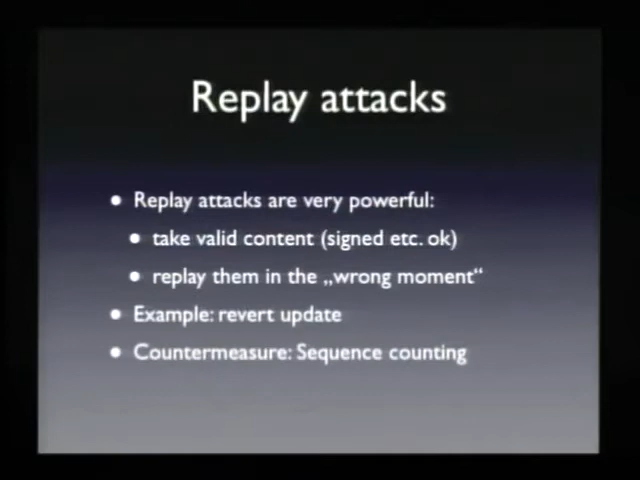 Replay attacks
• Replay attacks are very powerful:
• take valid content (signed etc. ok)
• replay them in the „wrong moment“
• Example: revert update
• Countermeasure: Sequence counting